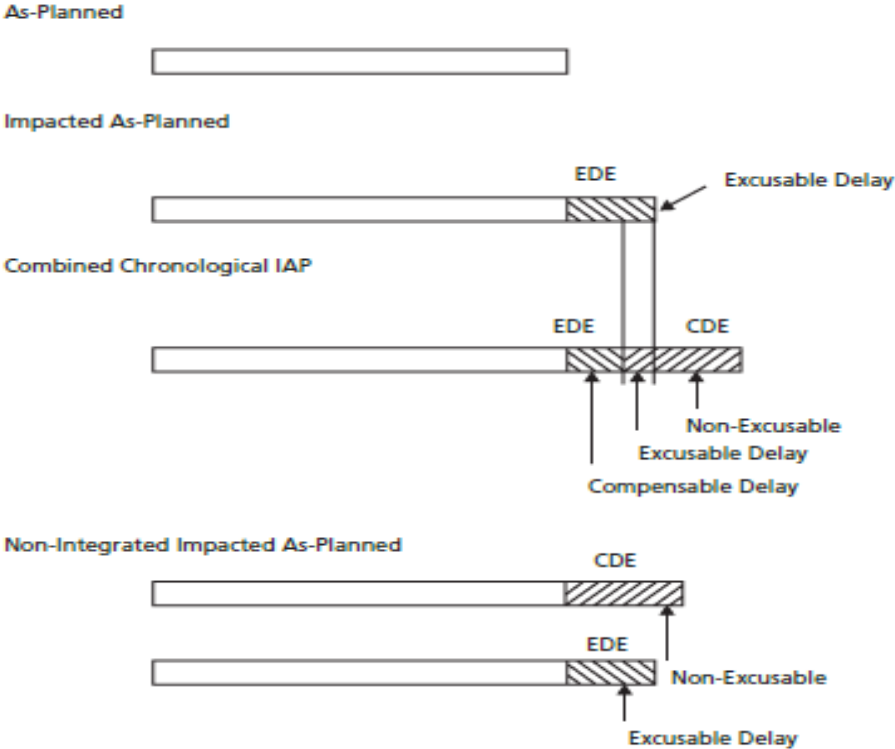 As-Planned
Impacted As-Planned
EDE
Excusable Delay
Combined Chronological IAP
EDE
CDE
Non-Excusable
Excusable Delay
Compensable Delay
Non-Integrated Impacted As-Planned
CDE
EDE
Non-Excusable
Excusable Delay